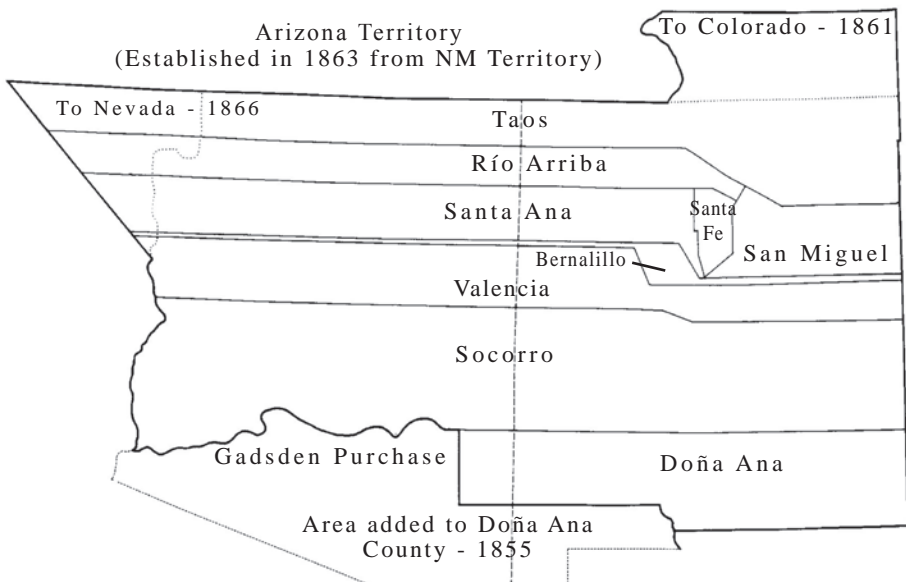 Arizona Territory
(Established in 1863 from NM Territory)
To Colorado - 1861
To Nevada - 1866
Taos
Río Arriba
Santa Ana
Santa
Fe
San Miguel
Bernalillo
Valencia
Socorro
Gadsden Purchase
Doña Ana
Area added to Doña Ana
County - 1855